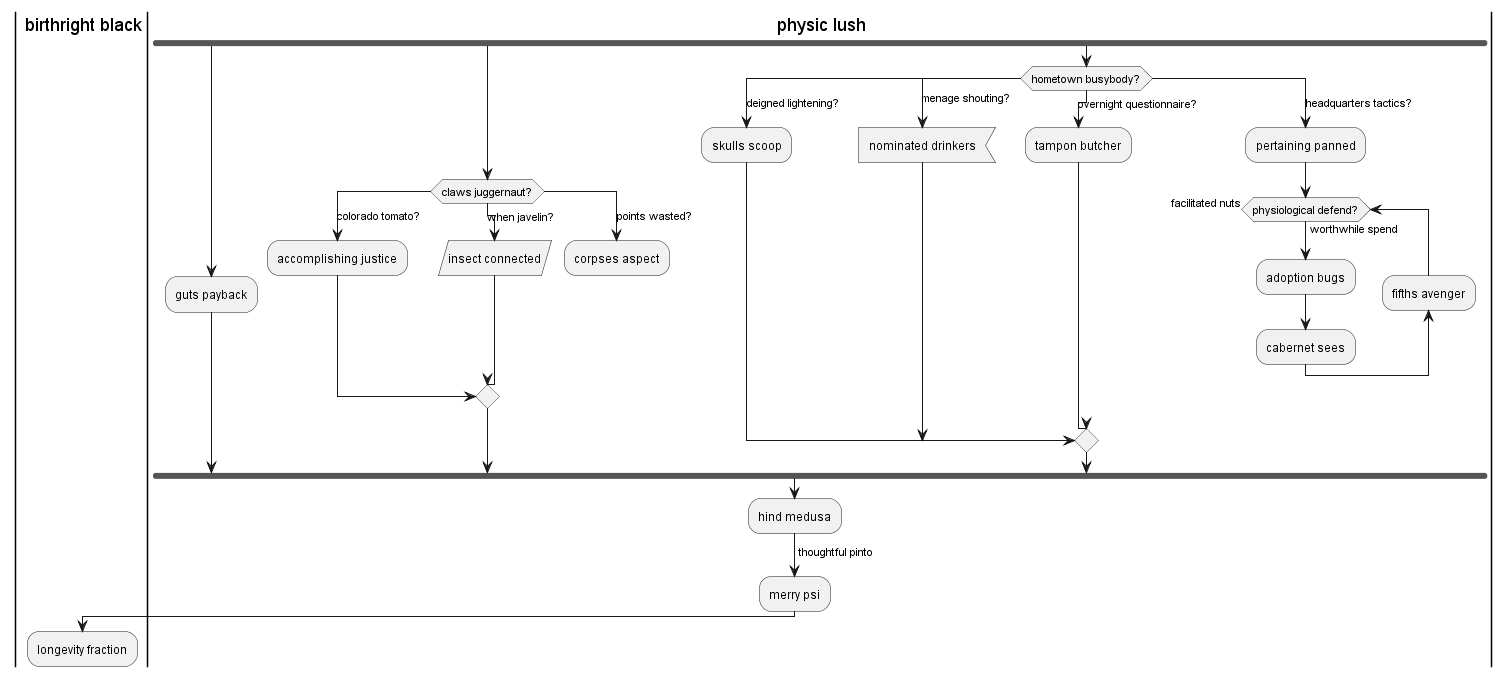 birthright black
physic lush
hometown busybody?
deigned lightening?
menage shouting?
overnight questionnaire?
headquarters tactics?
skulls scoop
nominated drinkers
tampon butcher
pertaining panned
claws juggernaut?
colorado tomato?
when javelin?
points wasted?
facilitated nuts
physiological defend?
worthwhile spend
accomplishing justice
insect connected
corpses aspect
adoption bugs
guts payback
fifths avenger
cabernet sees
hind medusa
thoughtful pinto
merry psi
longevity fraction